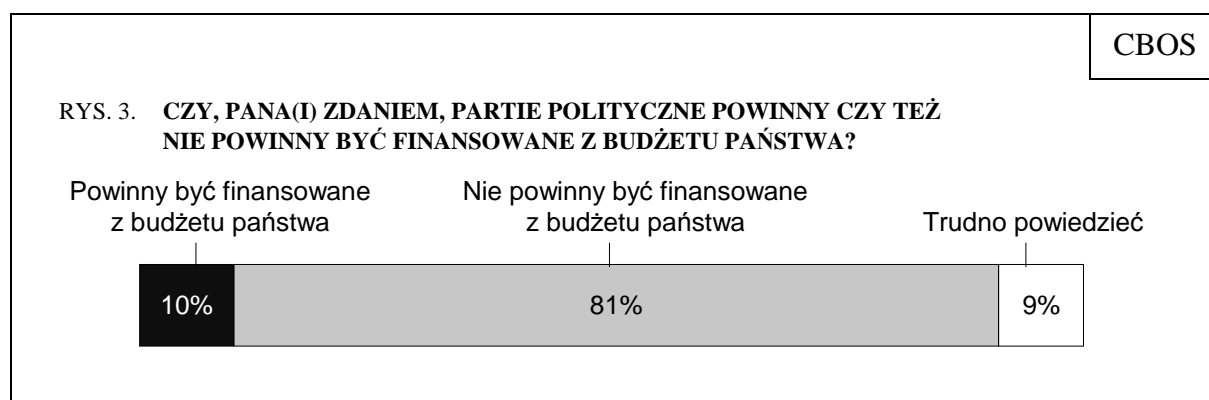 CBOS
RYS. 3. CZY, PANA(I) ZDANIEM, PARTIE POLITYCZNE POWINNY CZY TEŻ
NIE POWINNY BYĆ FINANSOWANE Z BUDŻETU PAŃSTWA?
Powinny być finansowane
z budżetu państwa
Nie powinny być finansowane
z budżetu państwa
Trudno powiedzieć
10%
81%
9%